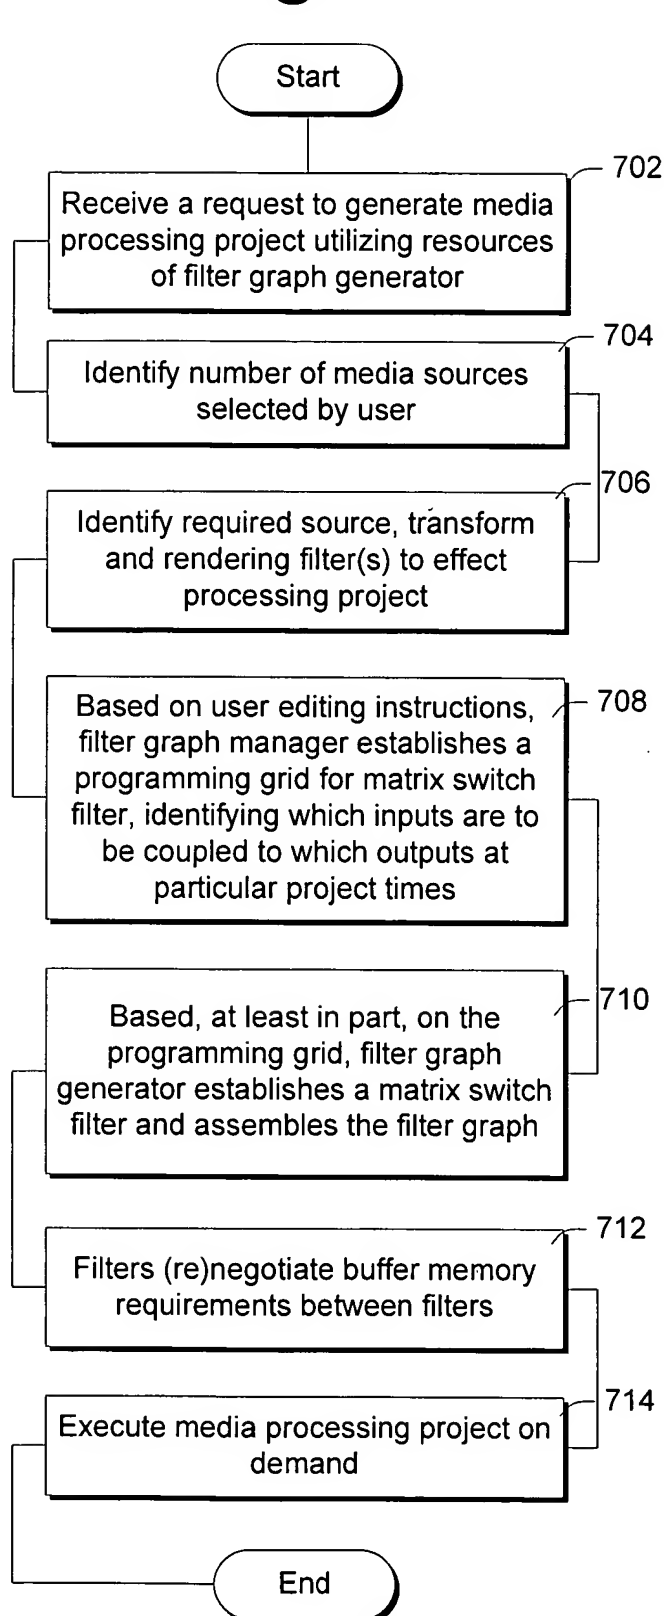 Start
702
Receive a request to generate media
processing project utilizing resources
of filter graph generator
704
Identify number of media sources
selected by user
706
Identify required source, transform
and rendering filter(s) to effect
processing project
708
Based on user editing instructions,
filter graph manager establishes a
programming grid for matrix switch
filter, identifying which inputs are to
be coupled to which outputs at
particular project times
710
Based, at least in part, on the
programming grid, filter graph
generator establishes a matrix switch
filter and assembles the filter graph
712
Filters (re)negotiate buffer memory
requirements between filters
714
Execute media processing project on
demand
End